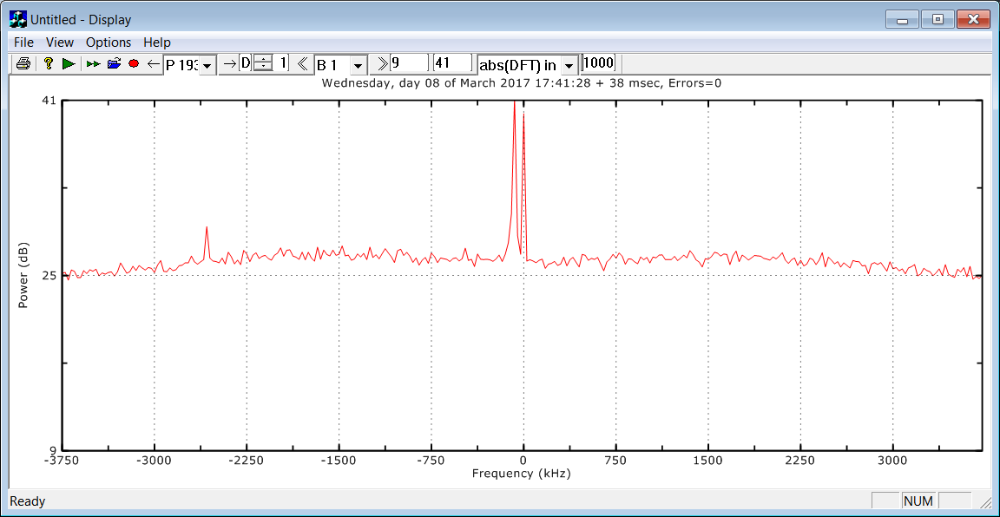 Untitled - Display
File View Options Help
P 193 D 1 B 1 9 41 abs(DFT) in 1000
Wednesday, day 08 of March 2017 17:41:28 + 38 msec, Errors=0
41
25
9
Power (dB)
-3750 -3000 -2250 -1500 -750 0 750 1500 2250 3000
Frequency (kHz)
Ready NUM